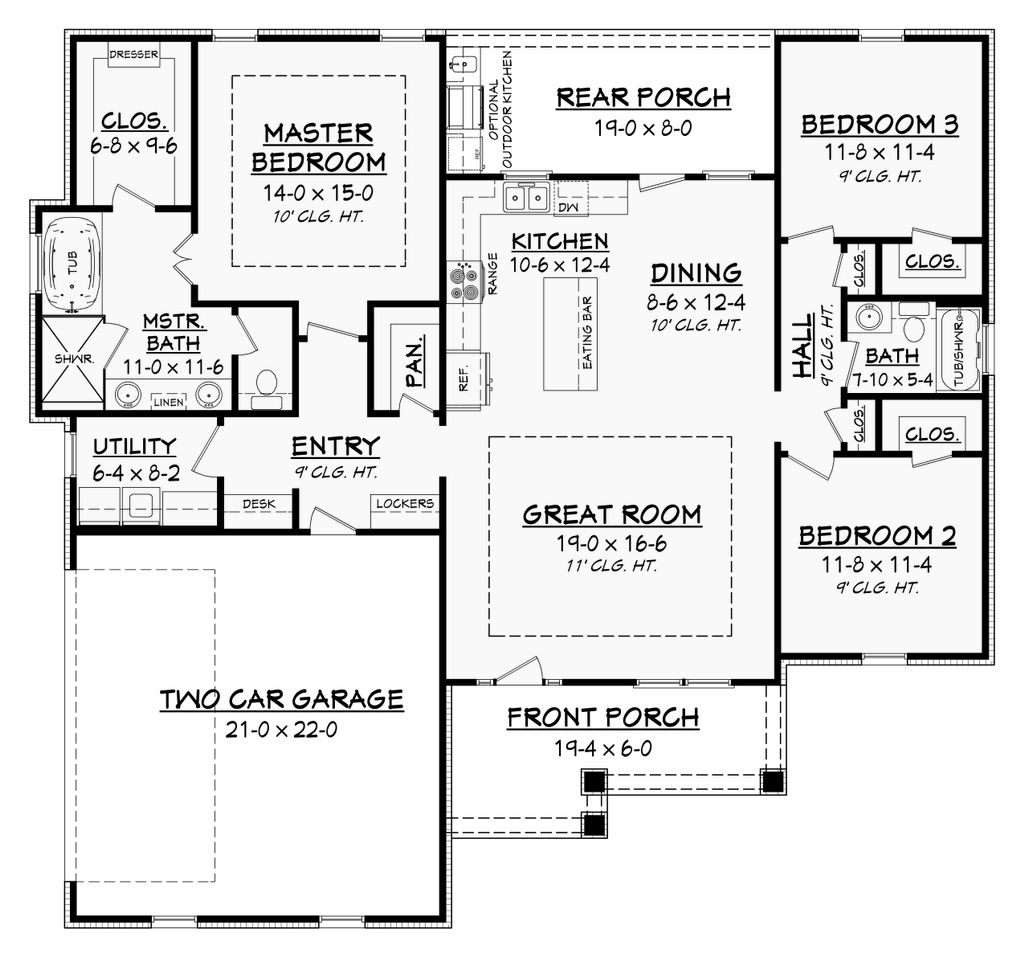 DRESSER
CLOS.
6-8 x 9-6
MASTER
BEDROOM
14-0 x 15-0
10' CLG. HT.
OPTIONAL
OUTDOOR KITCHEN
REF.
REAR PORCH
19-0 x 8-0
BEDROOM 3
11-8 x 11-4
9' CLG. HT.
TUB
SHWR.
MSTR.
BATH
11-0 x 11-6
LINEN
DW
KITCHEN
10-6 x 12-4
RANGE
EATING BAR
REF.
PAN.
DINING
8-6 x 12-4
10' CLG. HT.
HALL
9' CLG. HT.
CLOS.
CLOS.
BATH
7-10 x 5-4
TUB/SHWR.
CLOS.
CLOS.
UTILITY
6-4 x 8-2
ENTRY
9' CLG. HT.
DESK
LOCKERS
GREAT ROOM
19-0 x 16-6
11' CLG. HT.
BEDROOM 2
11-8 x 11-4
9' CLG. HT.
TWO CAR GARAGE
21-0 x 22-0
FRONT PORCH
19-4 x 6-0